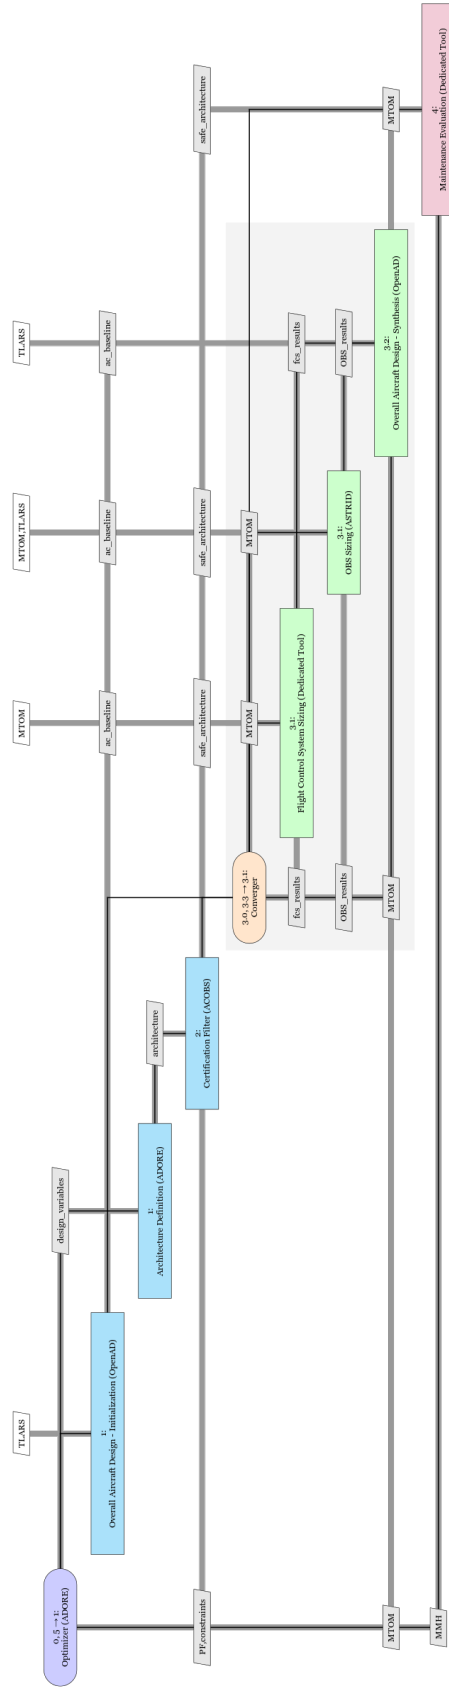 TLARS
MTOM
MTOM,TLARS
TLARS
0, 5 → 1:
Optimizer (ADORE)
design_variables
1:
Overall Aircraft Design - Initialization (OpenAD)
ac_baseline
ac_baseline
ac_baseline
1:
Architecture Definition (ADORE)
architecture
PF,constraints
2:
Certification Filter (ACOBS)
safe_architecture
safe_architecture
safe_architecture
3.0, 3.3 → 3.1:
Converger
MTOM
MTOM
fcs_results
3.1:
Flight Control System Sizing (Dedicated Tool)
fcs_results
OBS_results
3.1:
OBS Sizing (ASTRID)
OBS_results
MTOM
MTOM
3.2:
Overall Aircraft Design - Synthesis (OpenAD)
MTOM
MMH
4:
Maintenance Evaluation (Dedicated Tool)